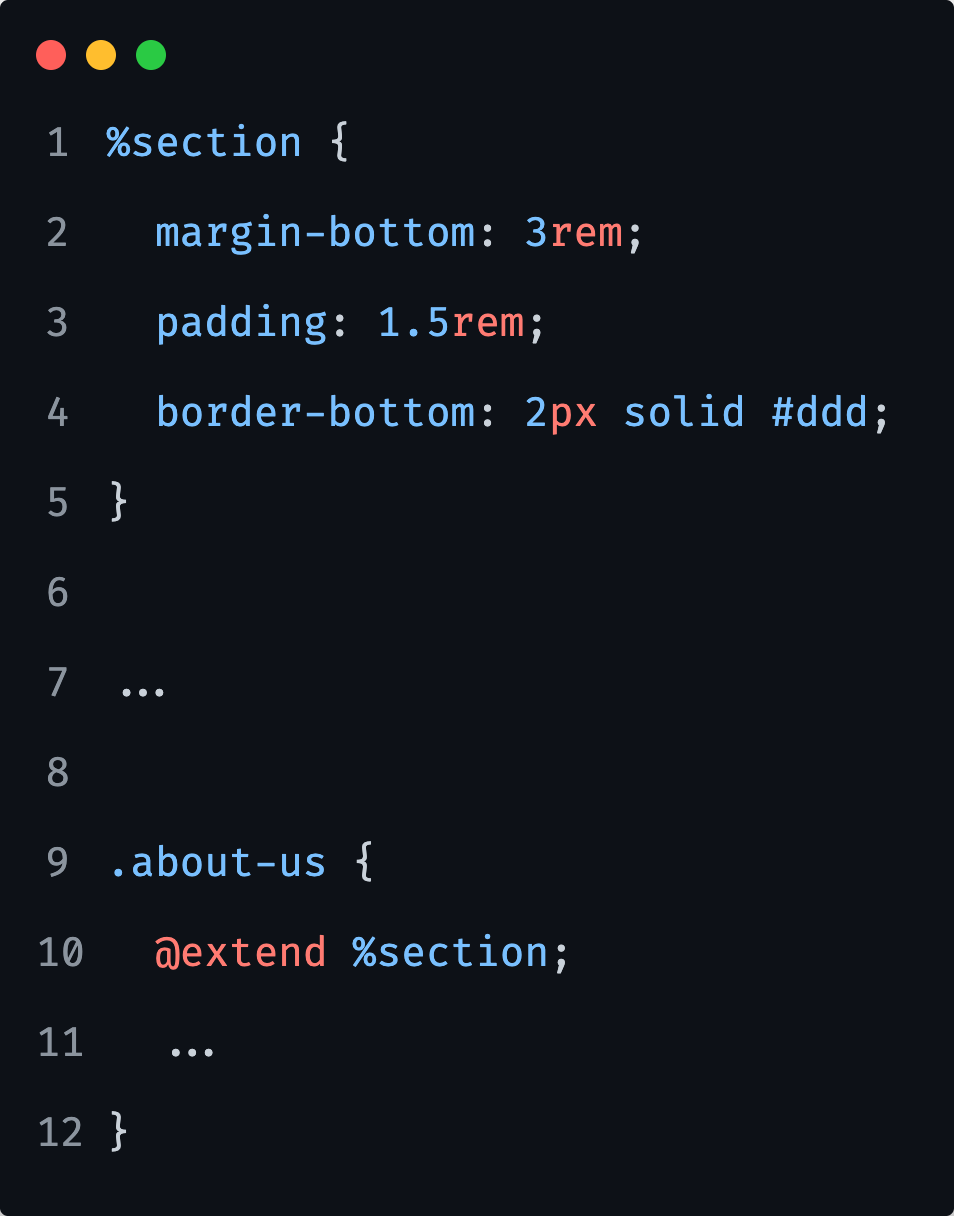 1 %section {
2   margin-bottom: 3rem;
3   padding: 1.5rem;
4   border-bottom: 2px solid #ddd;
5 }
6
7 ...
8
9 .about-us {
10   @extend %section;
11   ...
12 }